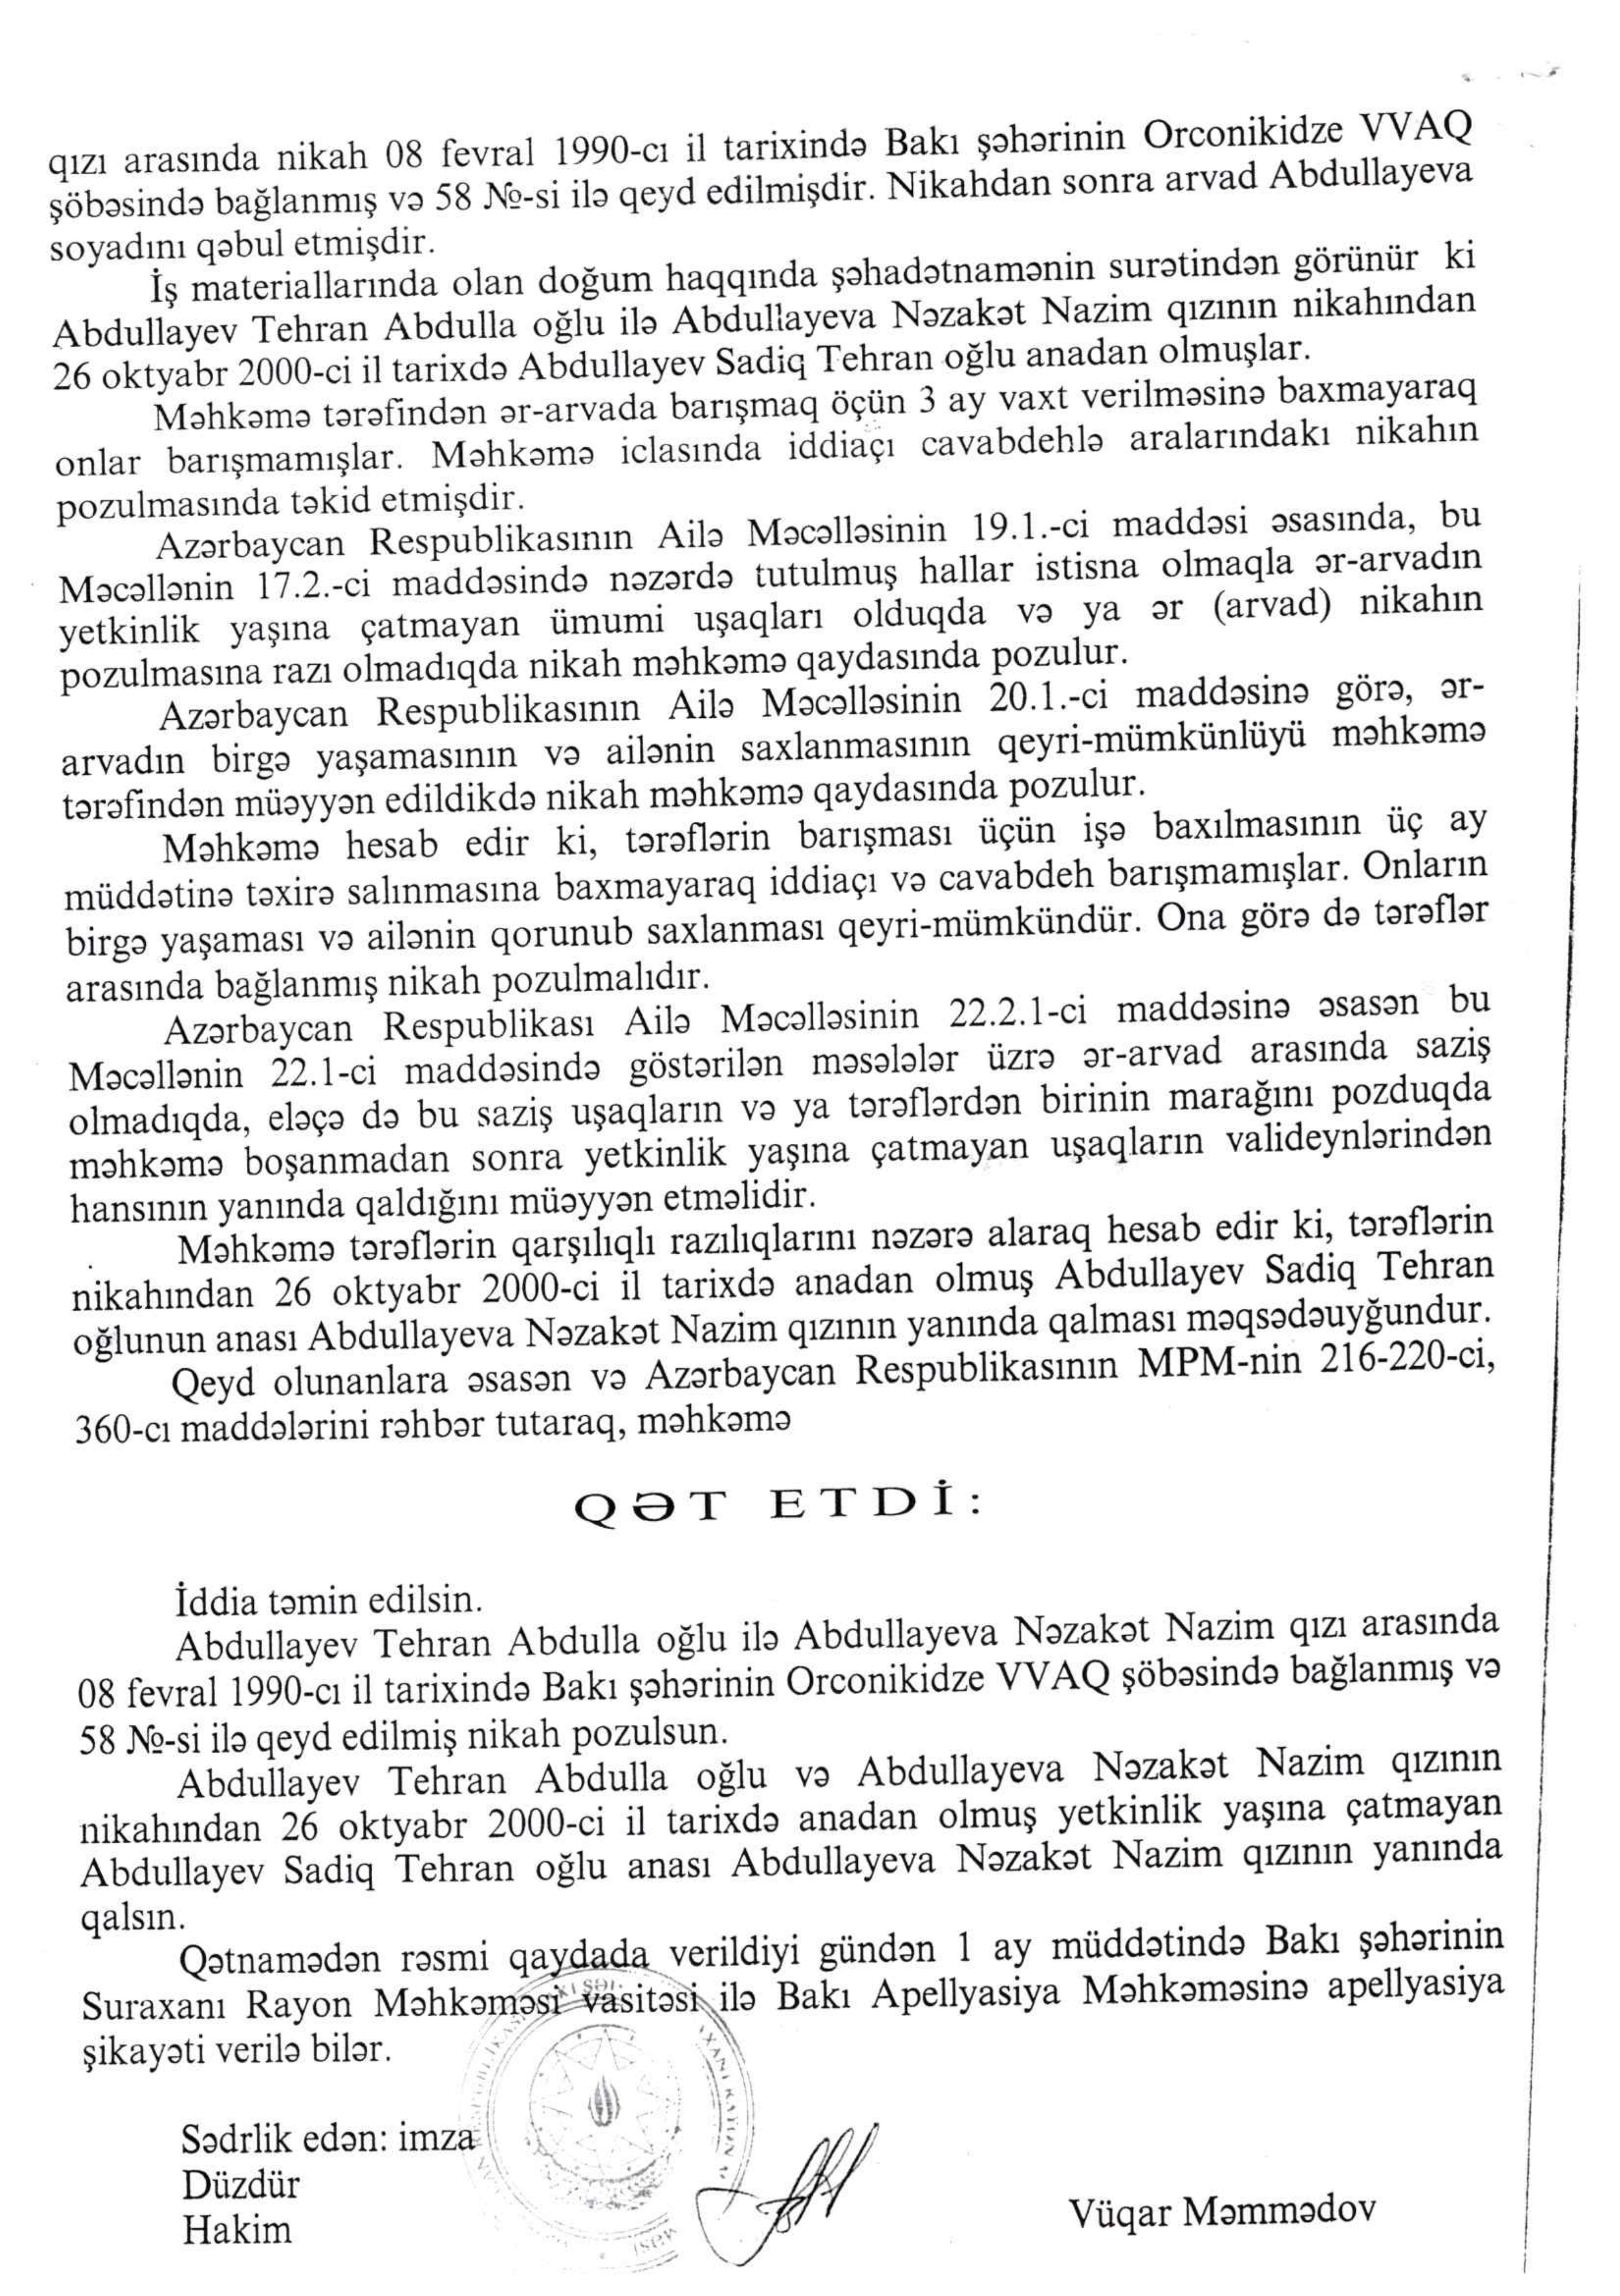 qızı arasında nikah 08 fevral 1990-cı il tarixində Bakı şəhərinin Orconikidze VVAQ
şöbəsində bağlanmış və 58 №-si ilə qeyd edilmişdir. Nikahdan sonra arvad Abdullayeva
soyadını qəbul etmişdir.
İş materiallarında olan doğum haqqında şəhadətnamənin surətindən görünür ki
Abdullayev Tehran Abdulla oğlu ilə Abdullayeva Nəzakət Nazim qızının nikahından
26 oktyabr 2000-ci il tarixdə Abdullayev Sadiq Tehran oğlu anadan olmuşlar.
Məhkəmə tərəfindən ər-arvada barışmaq öçün 3 ay vaxt verilməsinə baxmayaraq
onlar barışmamışlar. Məhkəmə iclasında iddiaçı cavabdehlə aralarındakı nikahın
pozulmasında təkid etmişdir.
Azərbaycan Respublikasının Ailə Məcəlləsinin 19.1.-ci maddəsi əsasında, bu
Məcəllənin 17.2.-ci maddəsində nəzərdə tutulmuş hallar istisna olmaqla ər-arvadın
yetkinlik yaşına çatmayan ümumi uşaqları olduqda və ya ər (arvad) nikahın
pozulmasına razı olmadıqda nikah məhkəmə qaydasında pozulur.
Azərbaycan Respublikasının Ailə Məcəlləsinin 20.1.-ci maddəsinə görə, ər-
arvadın birgə yaşamasının və ailənin saxlanmasının qeyri-mümkünlüyü məhkəmə
tərəfindən müəyyən edildikdə nikah məhkəmə qaydasında pozulur.
Məhkəmə hesab edir ki, tərəflərin barışması üçün işə baxılmasının üç ay
müddətinə təxirə salınmasına baxmayaraq iddiaçı və cavabdeh barışmamışlar. Onların
birgə yaşaması və ailənin qorunub saxlanması qeyri-mümkündür. Ona görə də tərəflər
arasında bağlanmış nikah pozulmalıdır.
Azərbaycan Respublikası Ailə Məcəlləsinin 22.2.1-ci maddəsinə əsasən bu
Məcəllənin 22.1-ci maddəsində göstərilən məsələlər üzrə ər-arvad arasında saziş
olmadıqda, eləçə də bu saziş uşaqların və ya tərəflərdən birinin marağını pozduqda
məhkəmə boşanmadan sonra yetkinlik yaşına çatmayan uşaqların valideynlərindən
hansının yanında qaldığını müəyyən etməlidir.
Məhkəmə tərəflərin qarşılıqlı razılıqlarını nəzərə alaraq hesab edir ki, tərəflərin
nikahından 26 oktyabr 2000-ci il tarixdə anadan olmuş Abdullayev Sadiq Tehran
oğlunun anası Abdullayeva Nəzakət Nazim qızının yanında qalması məqsədəuyğundur.
Qeyd olunanlara əsasən və Azərbaycan Respublikasının MPM-nin 216-220-ci,
360-cı maddələrini rəhbər tutaraq, məhkəmə
QƏT ETDİ:
İddia təmin edilsin.
Abdullayev Tehran Abdulla oğlu ilə Abdullayeva Nəzakət Nazim qızı arasında
08 fevral 1990-cı il tarixində Bakı şəhərinin Orconikidze VVAQ şöbəsində bağlanmış və
58 №-si ilə qeyd edilmiş nikah pozulsun.
Abdullayev Tehran Abdulla oğlu və Abdullayeva Nəzakət Nazim qızının
nikahından 26 oktyabr 2000-ci il tarixdə anadan olmuş yetkinlik yaşına çatmayan
Abdullayev Sadiq Tehran oğlu anası Abdullayeva Nəzakət Nazim qızının yanında
qalsın.
Qətnamədən rəsmi qaydada verildiyi gündən 1 ay müddətində Bakı şəhərinin
Suraxanı Rayon Məhkəməsi vasitəsi ilə Bakı Apellyasiya Məhkəməsinə apellyasiya
şikayəti verilə bilər.
Sədrlik edən: imza
Düzdür
Hakim
Vüqar Məmmədov